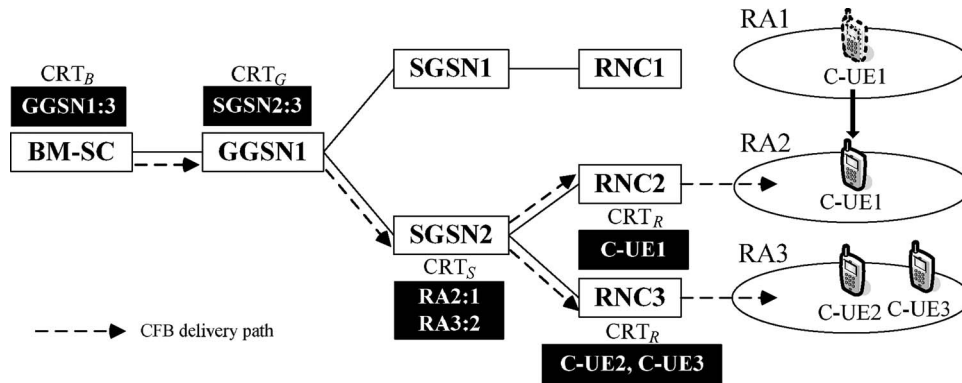 RA1
C-UE1
CRT_B
GGSN1:3
BM-SC
CRT_G
SGSN2:3
GGSN1
SGSN1
RNC1
RA2
C-UE1
RNC2
CRT_R
C-UE1
SGSN2
CRT_S
RA2:1
RA3:2
RA3
C-UE2
C-UE3
RNC3
CRT_R
C-UE2, C-UE3
CFB delivery path